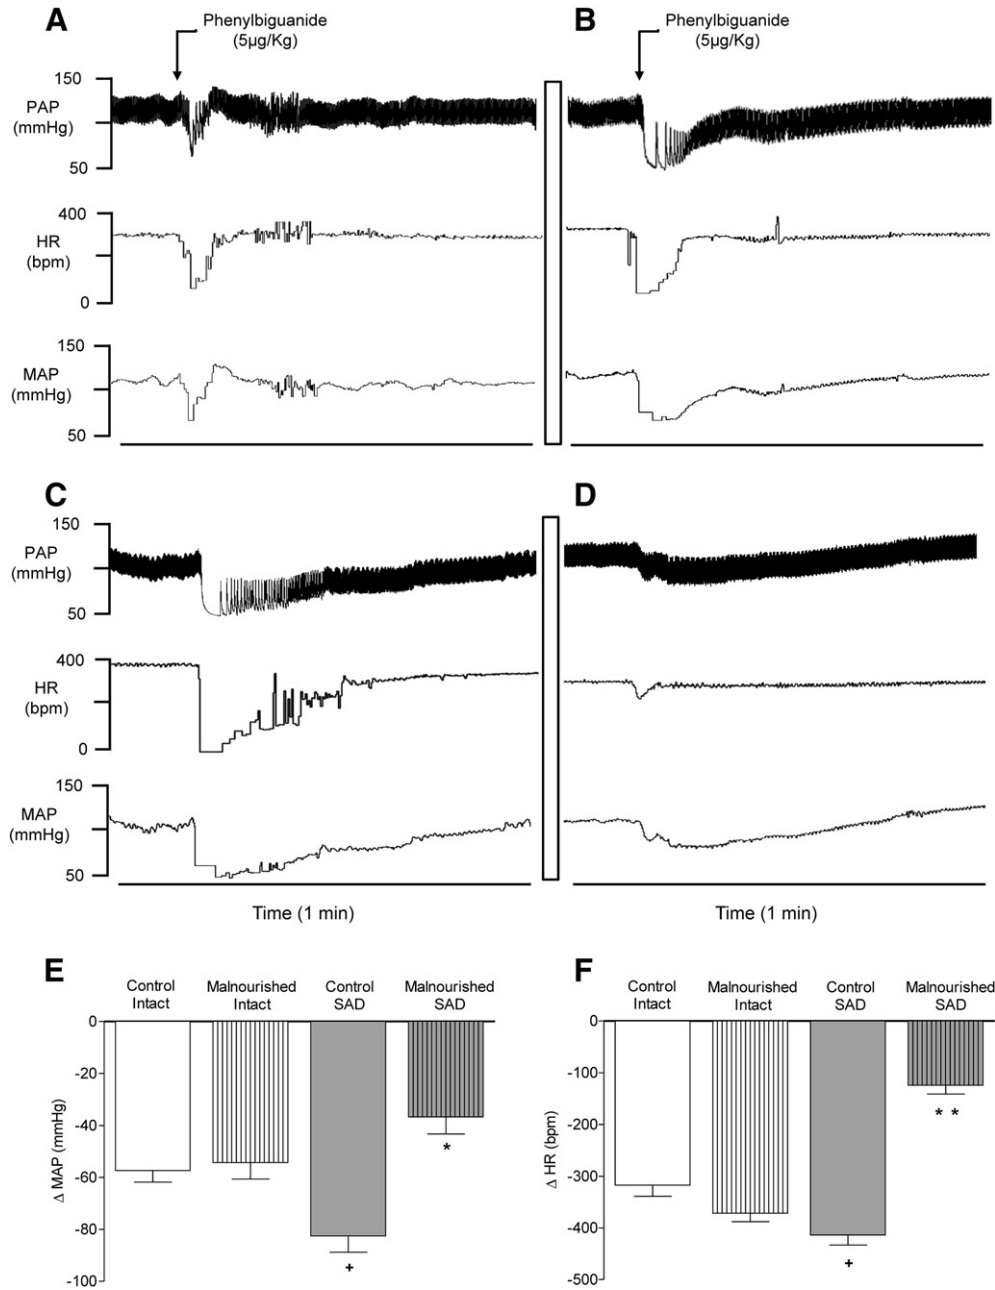 A
Phenylbiguanide
(5µg/Kg)
B
Phenylbiguanide
(5µg/Kg)
150
PAP
(mmHg)
50
400
HR
(bpm)
0
150
MAP
(mmHg)
50
C
D
150
PAP
(mmHg)
50
400
HR
(bpm)
0
150
MAP
(mmHg)
50
Time (1 min)
Time (1 min)
E
Control
Intact
Malnourished
Intact
Control
SAD
Malnourished
SAD
0
-20
-40
-60
-80
-100
Δ MAP (mmHg)
+
*
F
Control
Intact
Malnourished
Intact
Control
SAD
Malnourished
SAD
0
-100
-200
-300
-400
-500
Δ HR (bpm)
+
* *